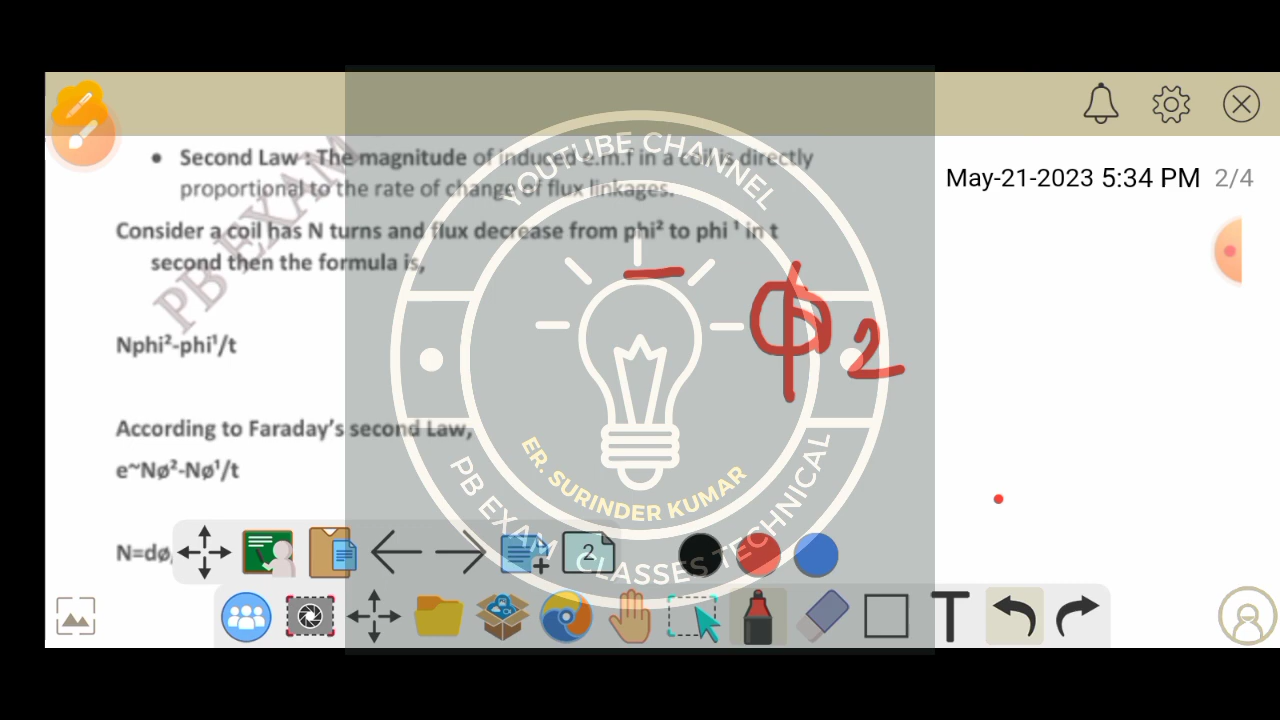 • Second Law : The magnitude of induced e.m.f in a coil is directly
proportional to the rate of change of flux linkages.
May-21-2023 5:34 PM 2/4
Consider a coil has N turns and flux decrease from phi² to phi ¹ in t
second then the formula is,
ϕ2
Nphi²-phi¹/t
According to Faraday's second Law,
e~Nø²-Nø¹/t
N=dø
2
T
PB EXAM
YOUTUBE CHANNEL
ER. SURINDER KUMAR
PB EXAM CLASSES TECHNICAL